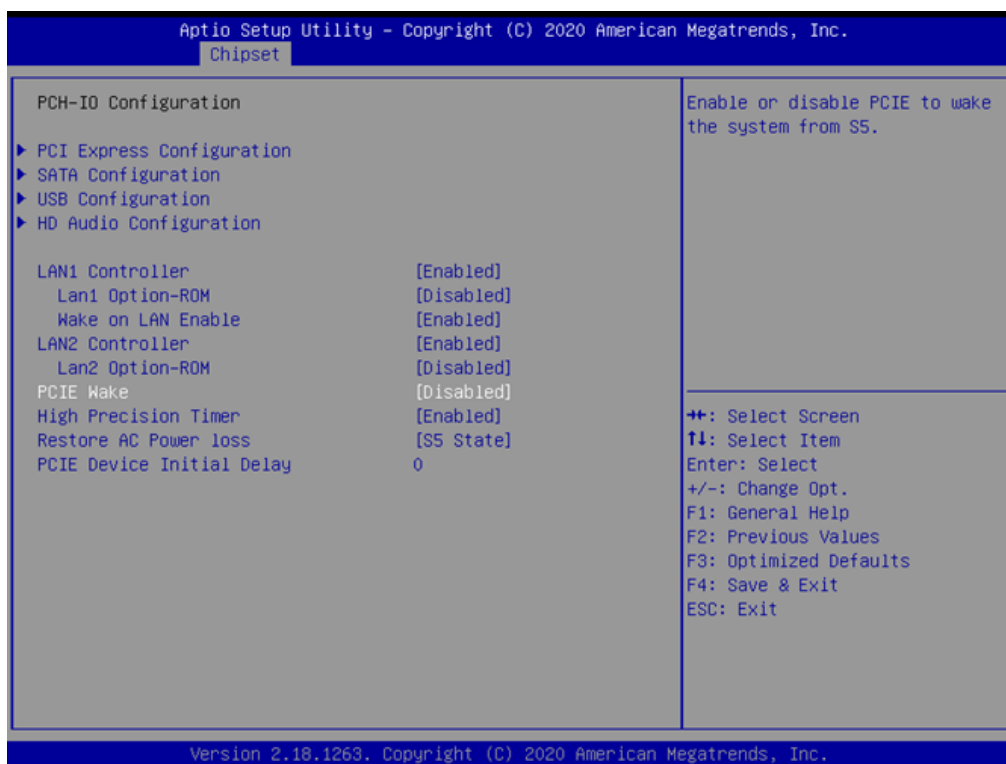 Aptio Setup Utility – Copyright (C) 2020 American Megatrends, Inc.
Chipset
PCH-IO Configuration
▶ PCI Express Configuration
▶ SATA Configuration
▶ USB Configuration
▶ HD Audio Configuration
LAN1 Controller [Enabled]
Lan1 Option-ROM [Disabled]
Wake on LAN Enable [Enabled]
LAN2 Controller [Enabled]
Lan2 Option-ROM [Disabled]
PCIE Wake [Disabled]
High Precision Timer [Enabled]
Restore AC Power loss [S5 State]
PCIE Device Initial Delay 0
Enable or disable PCIE to wake
the system from S5.
→←: Select Screen
↑↓: Select Item
Enter: Select
+/-: Change Opt.
F1: General Help
F2: Previous Values
F3: Optimized Defaults
F4: Save & Exit
ESC: Exit
Version 2.18.1263. Copyright (C) 2020 American Megatrends, Inc.